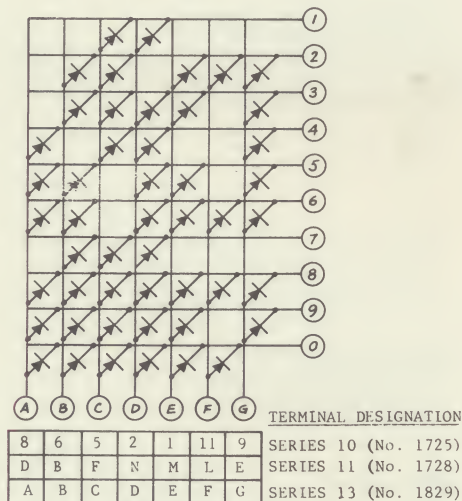 1
2
3
4
5
6
7
8
9
0
A B C D E F G
TERMINAL DESIGNATION
8 6 5 2 1 11 9 SERIES 10 (No. 1725)
D B F N M L E SERIES 11 (No. 1728)
A B C D E F G SERIES 13 (No. 1829)